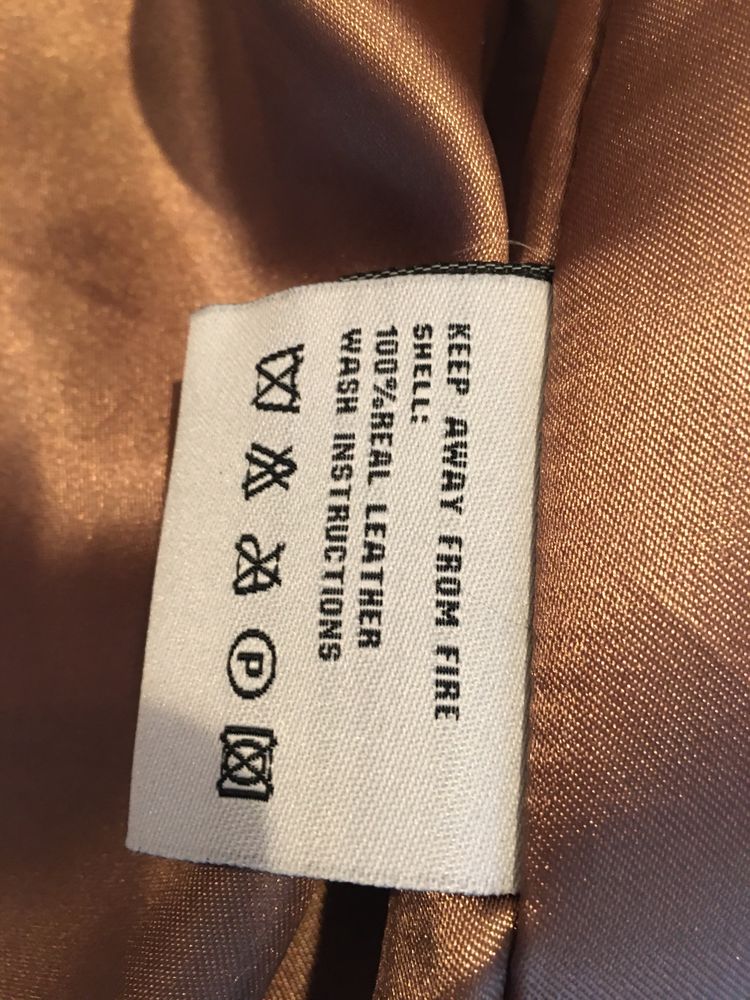 KEEP AWAY FROM FIRE
SHELL:
100%REAL LEATHER
WASH INSTRUCTIONS
P